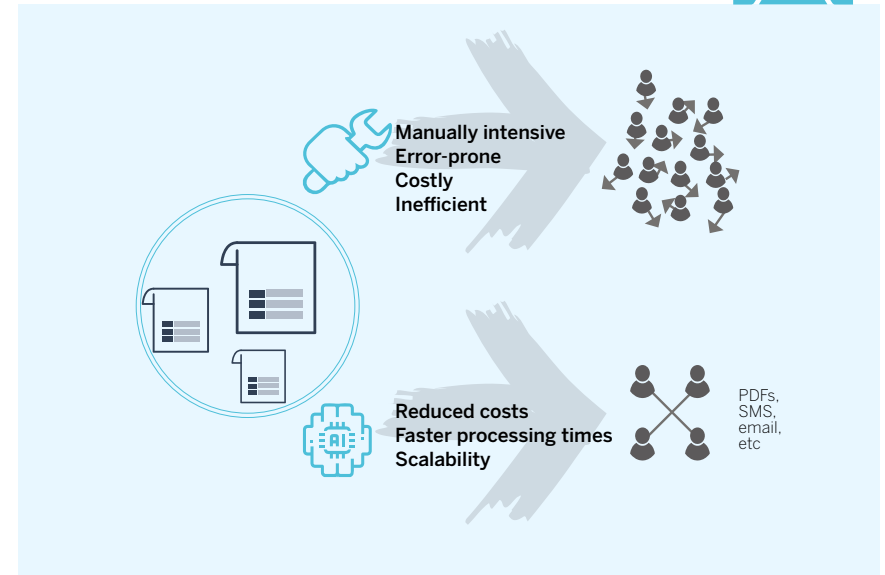 Manually intensive
Error-prone
Costly
Inefficient
AI
Reduced costs
Faster processing times
Scalability
PDFs,
SMS,
email,
etc